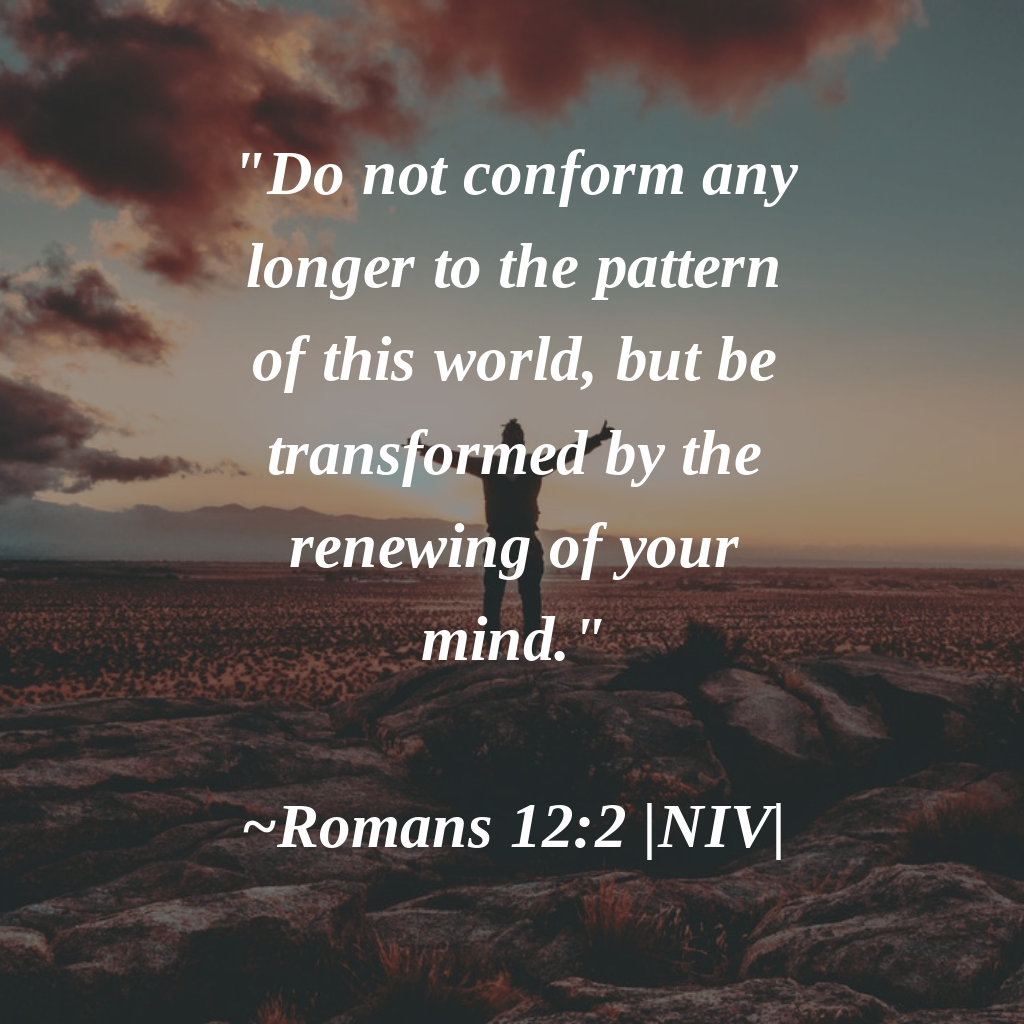 "Do not conform any
longer to the pattern
of this world, but be
transformed by the
renewing of your
mind."
~Romans 12:2 |NIV|